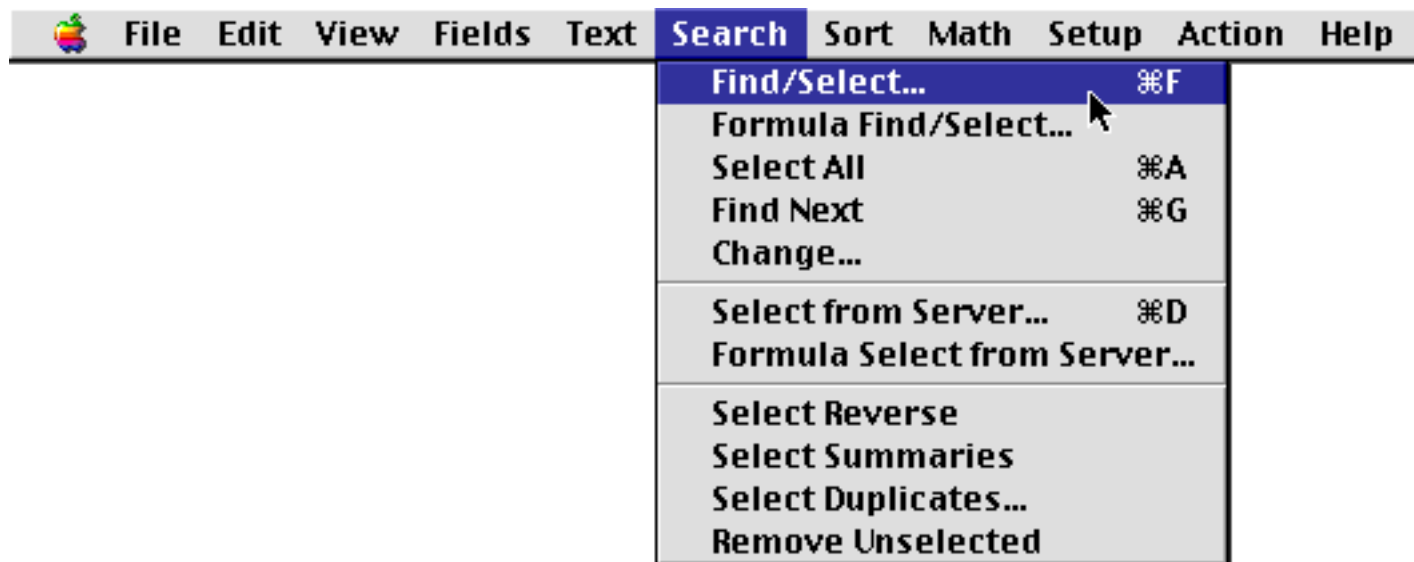 File Edit View Fields Text Search Sort Math Setup Action Help
Find/Select... ⌘F
Formula Find/Select...
Select All ⌘A
Find Next ⌘G
Change...
Select from Server... ⌘D
Formula Select from Server...
Select Reverse
Select Summaries
Select Duplicates...
Remove Unselected